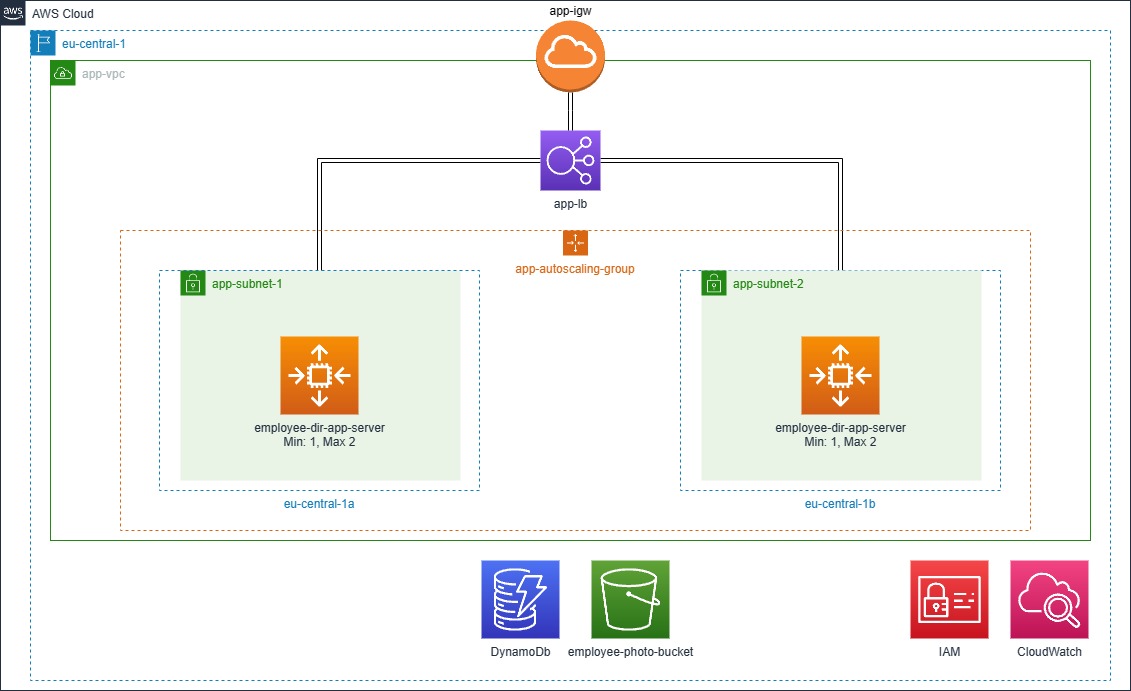 aws
AWS Cloud
app-igw
eu-central-1
app-vpc
app-lb
app-autoscaling-group
app-subnet-1
app-subnet-2
employee-dir-app-server
Min: 1, Max 2
employee-dir-app-server
Min: 1, Max 2
eu-central-1a
eu-central-1b
DynamoDb
employee-photo-bucket
IAM
CloudWatch